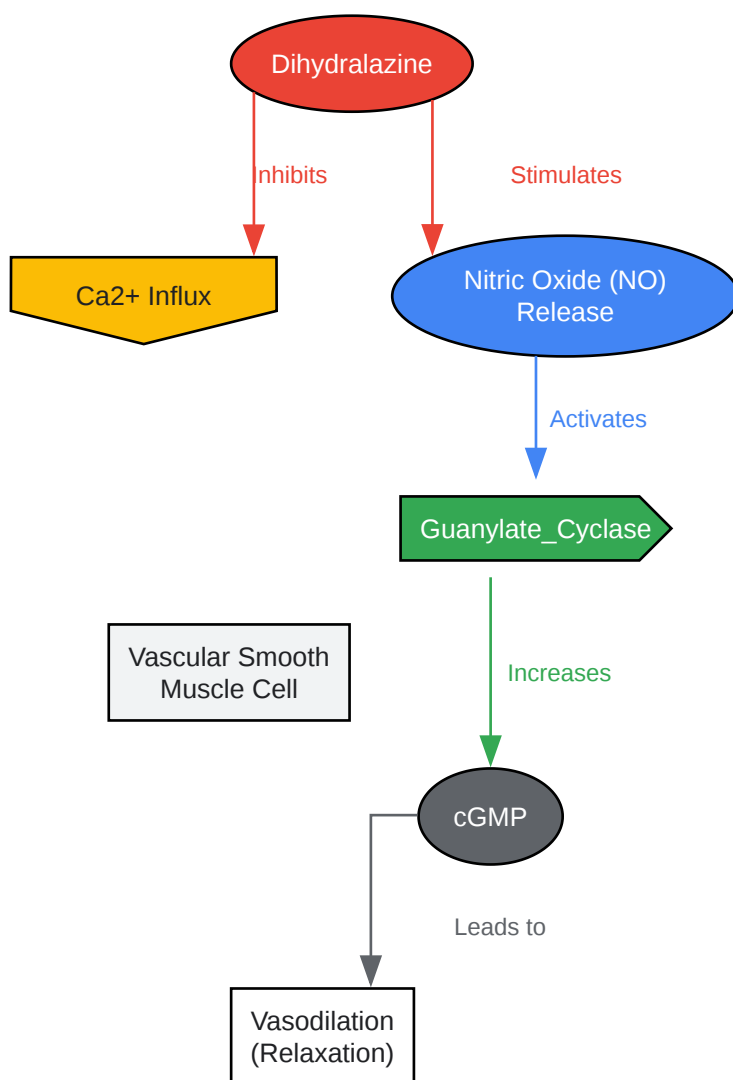 Dihydralazine
Inhibits
Stimulates
Ca2+ Influx
Nitric Oxide (NO)
Release
Activates
Guanylate_Cyclase
Vascular Smooth
Muscle Cell
Increases
cGMP
Leads to
Vasodilation
(Relaxation)